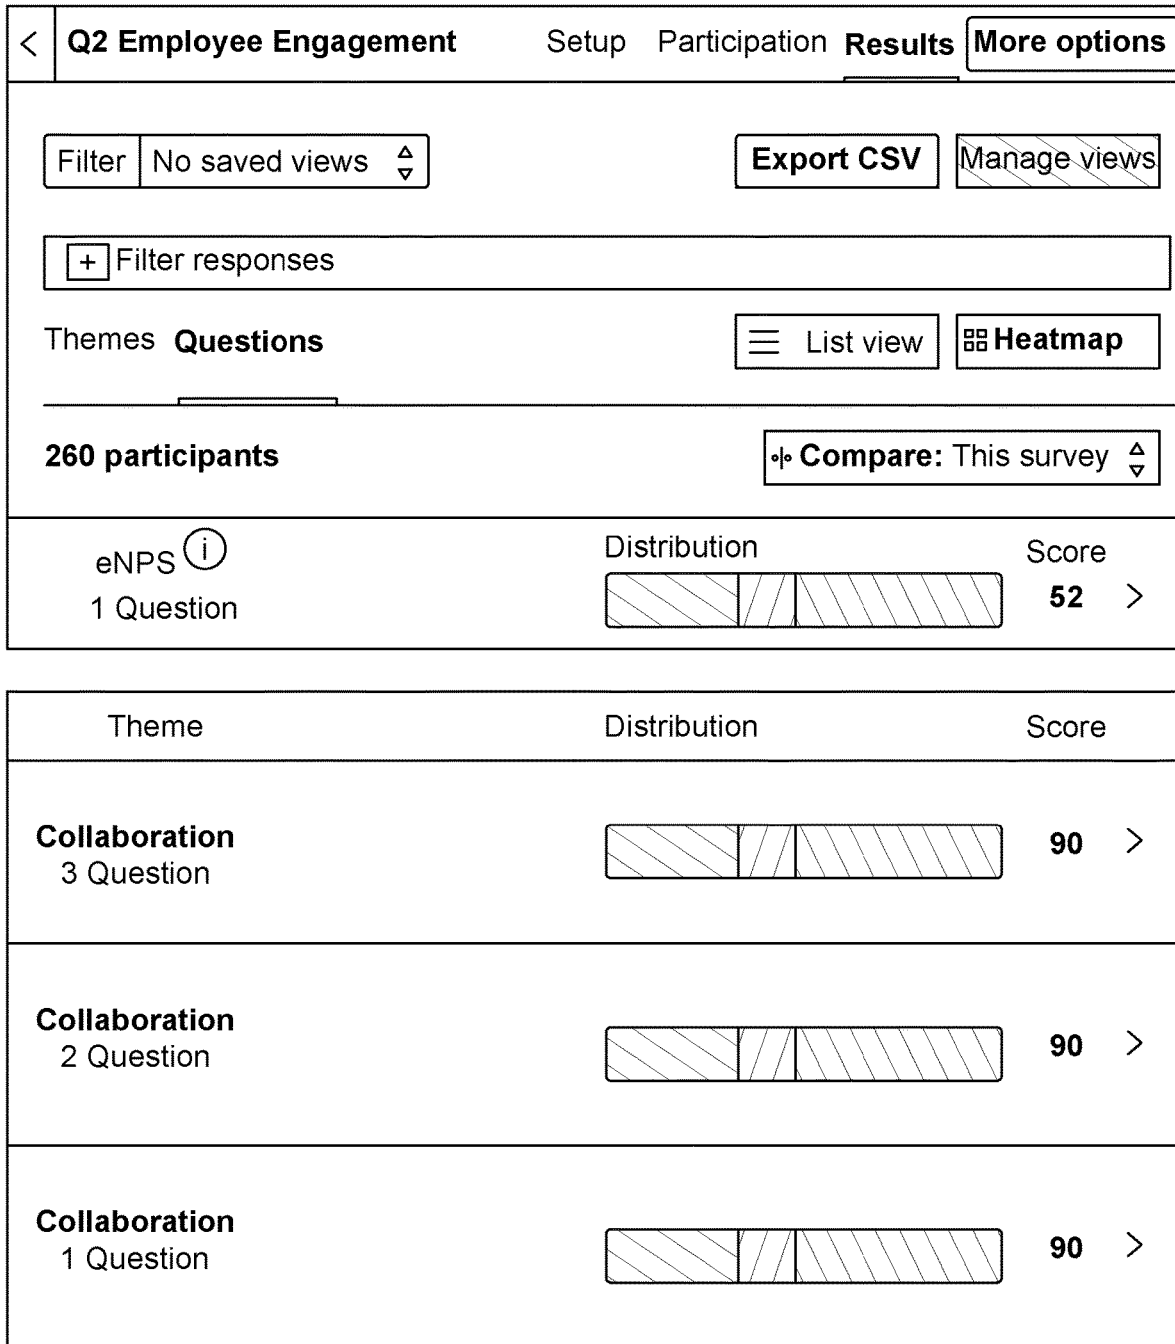 < Q2 Employee Engagement Setup Participation Results More options
Filter No saved views Export CSV Manage views
+ Filter responses
Themes Questions List view Heatmap
260 participants Compare: This survey
eNPS i Distribution Score
1 Question 52 >
Theme Distribution Score
Collaboration
3 Question 90 >
Collaboration
2 Question 90 >
Collaboration
1 Question 90 >